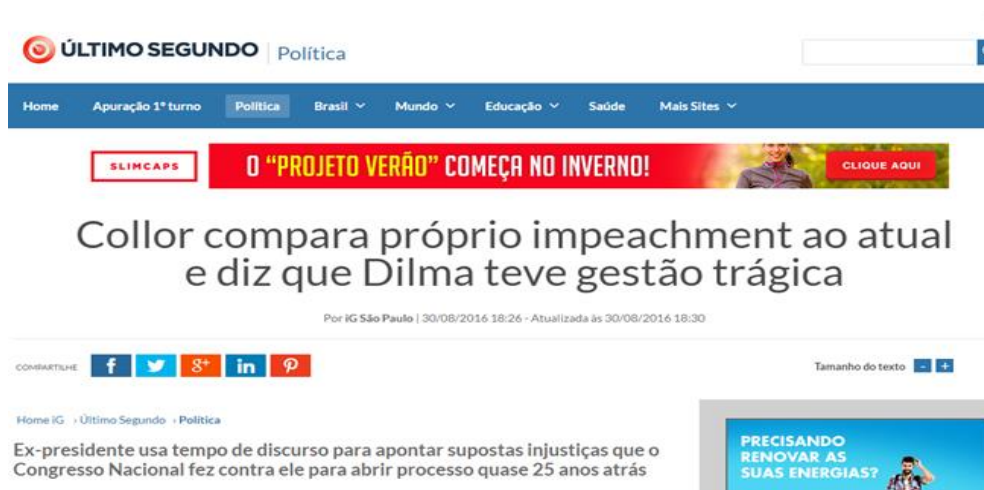 ÚLTIMO SEGUNDO | Política
Home Apuração 1º turno Política Brasil Mundo Educação Saúde Mais Sites
SLIMCAPS O “PROJETO VERÃO” COMEÇA NO INVERNO! CLIQUE AQUI
Collor compara próprio impeachment ao atual
e diz que Dilma teve gestão trágica
Por iG São Paulo | 30/08/2016 18:26 - Atualizada às 30/08/2016 18:30
COMPARTILHE f 8+ in Tamanho do texto - +
Home iG › Último Segundo › Política
Ex-presidente usa tempo de discurso para apontar supostas injustiças que o
Congresso Nacional fez contra ele para abrir processo quase 25 anos atrás
PRECISANDO
RENOVAR AS
SUAS ENERGIAS?